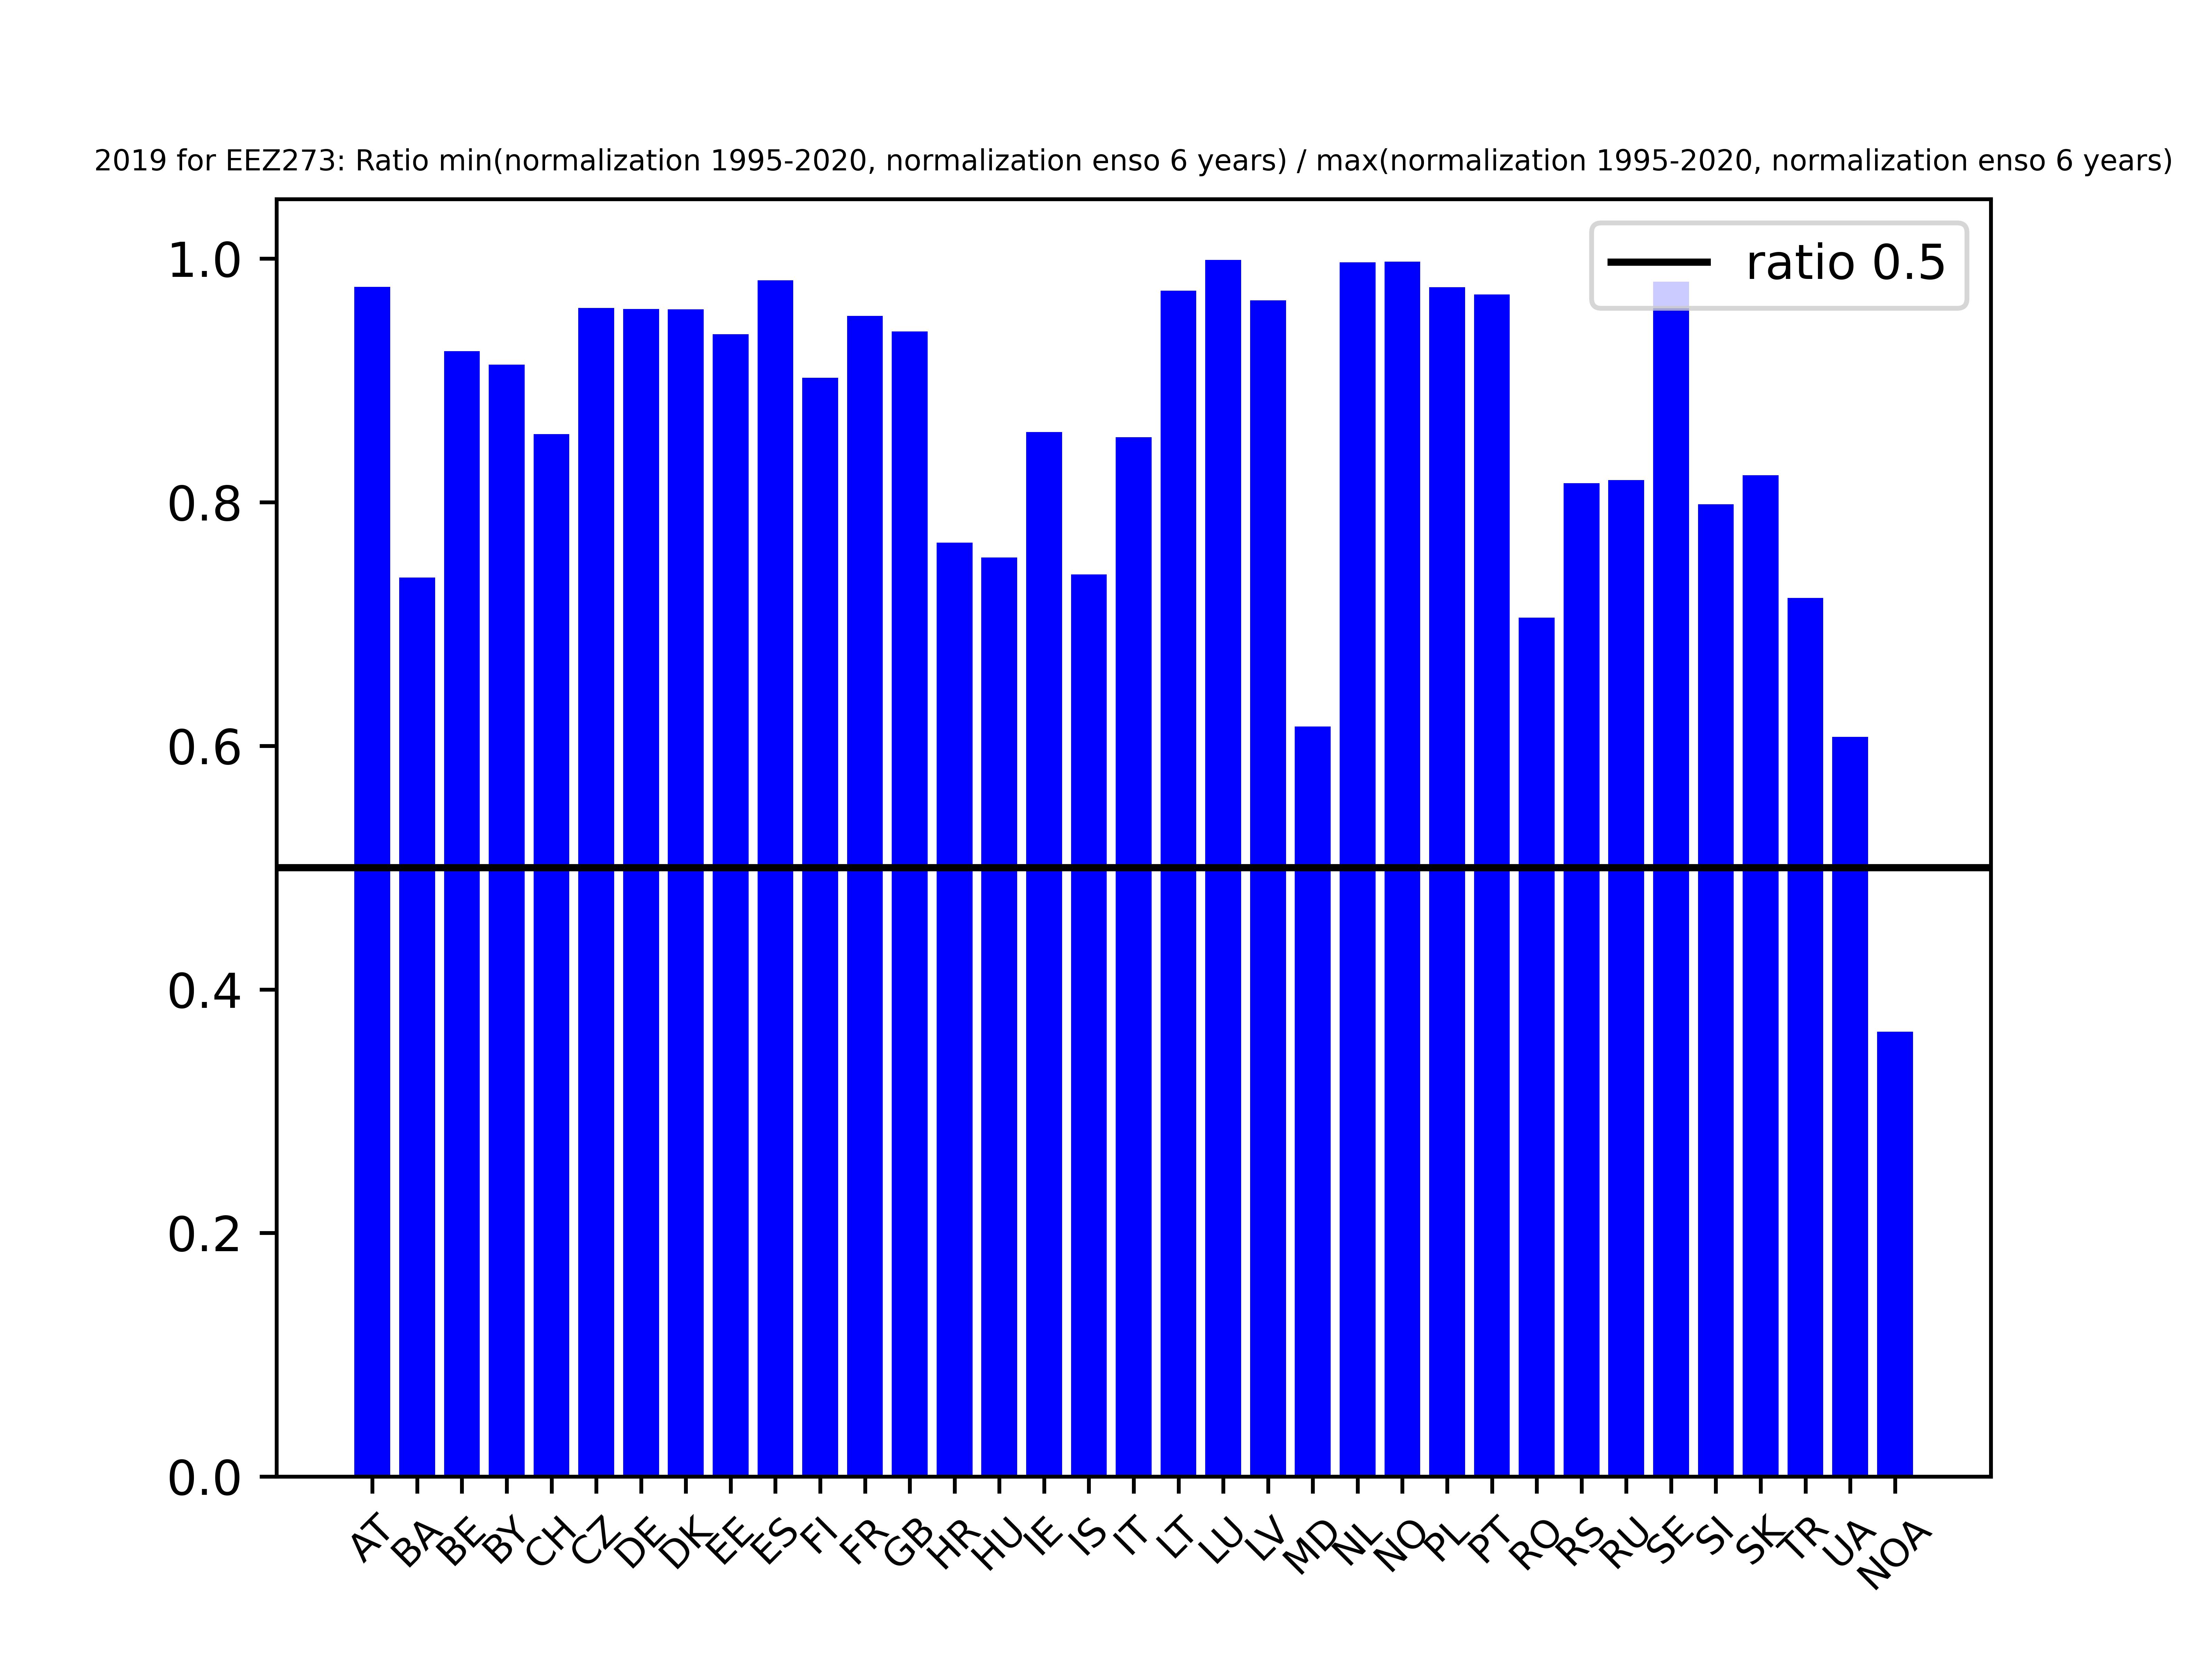 2019 for EEZ273: Ratio min(normalization 1995-2020, normalization enso 6 years) / max(normalization 1995-2020, normalization enso 6 years)
ratio 0.5
1.0
0.8
0.6
0.4
0.2
0.0
AT BA BE BY CH CZ DE DK EE ES FI FR GB HR HU IE IS IT LT LU LV MD NL NO PL PT RO RS RU SE SI SK TR UA NOA